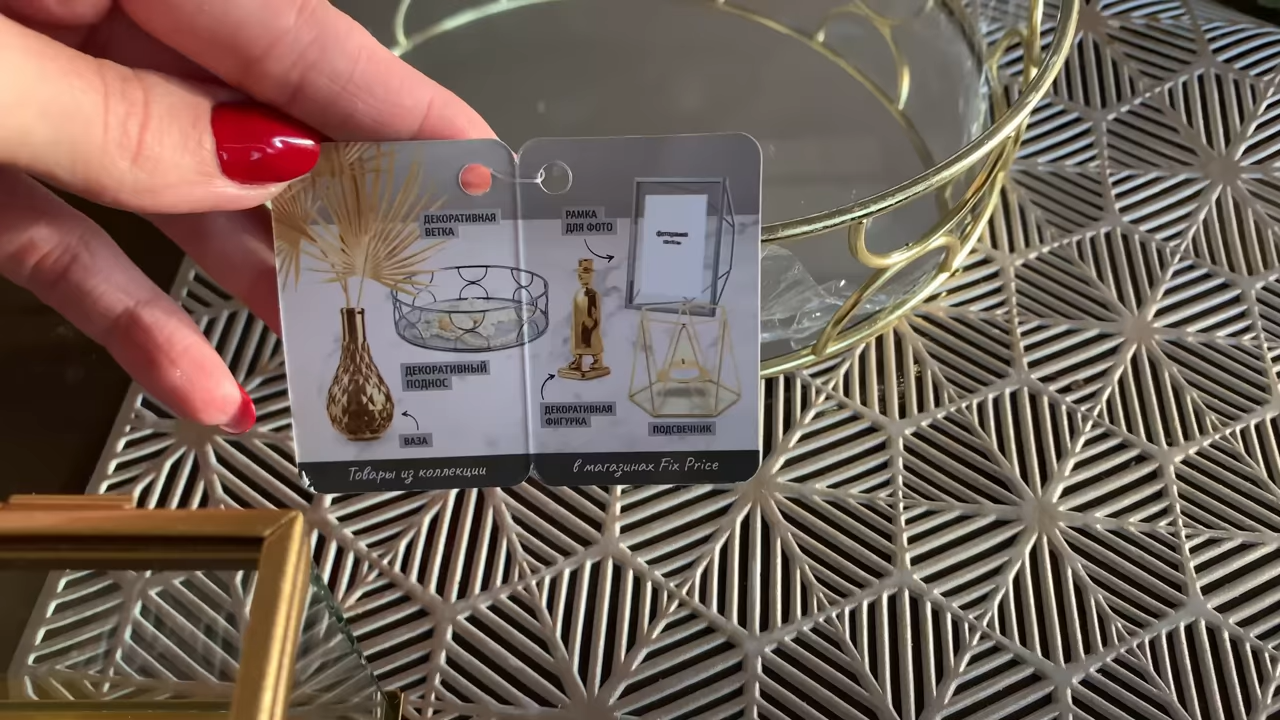 ДЕКОРАТИВНАЯ
ВЕТКА
ДЕКОРАТИВНЫЙ
ПОДНОС
ВАЗА
Товары из коллекции
РАМКА
ДЛЯ ФОТО
ДЕКОРАТИВНАЯ
ФИГУРКА
ПОДСВЕЧНИК
в магазинах Fix Price